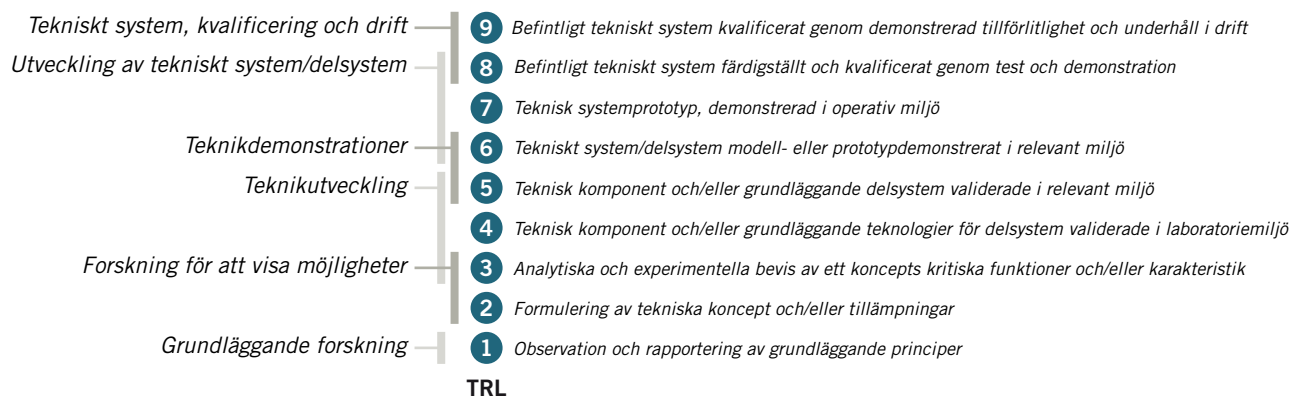 Tekniskt system, kvalificering och drift 9 Befintligt tekniskt system kvalificerat genom demonstrerad tillförlitlighet och underhåll i drift
Utveckling av tekniskt system/delsystem 8 Befintligt tekniskt system färdigställt och kvalificerat genom test och demonstration
7 Teknisk systemprototyp, demonstrerad i operativ miljö
Teknikdemonstrationer 6 Tekniskt system/delsystem modell- eller prototypdemonstrerat i relevant miljö
Teknikutveckling 5 Teknisk komponent och/eller grundläggande delsystem validerade i relevant miljö
4 Teknisk komponent och/eller grundläggande teknologier för delsystem validerade i laboratoriemiljö
Forskning för att visa möjligheter 3 Analytiska och experimentella bevis av ett koncepts kritiska funktioner och/eller karakteristik
2 Formulering av tekniska koncept och/eller tillämpningar
Grundläggande forskning 1 Observation och rapportering av grundläggande principer
TRL